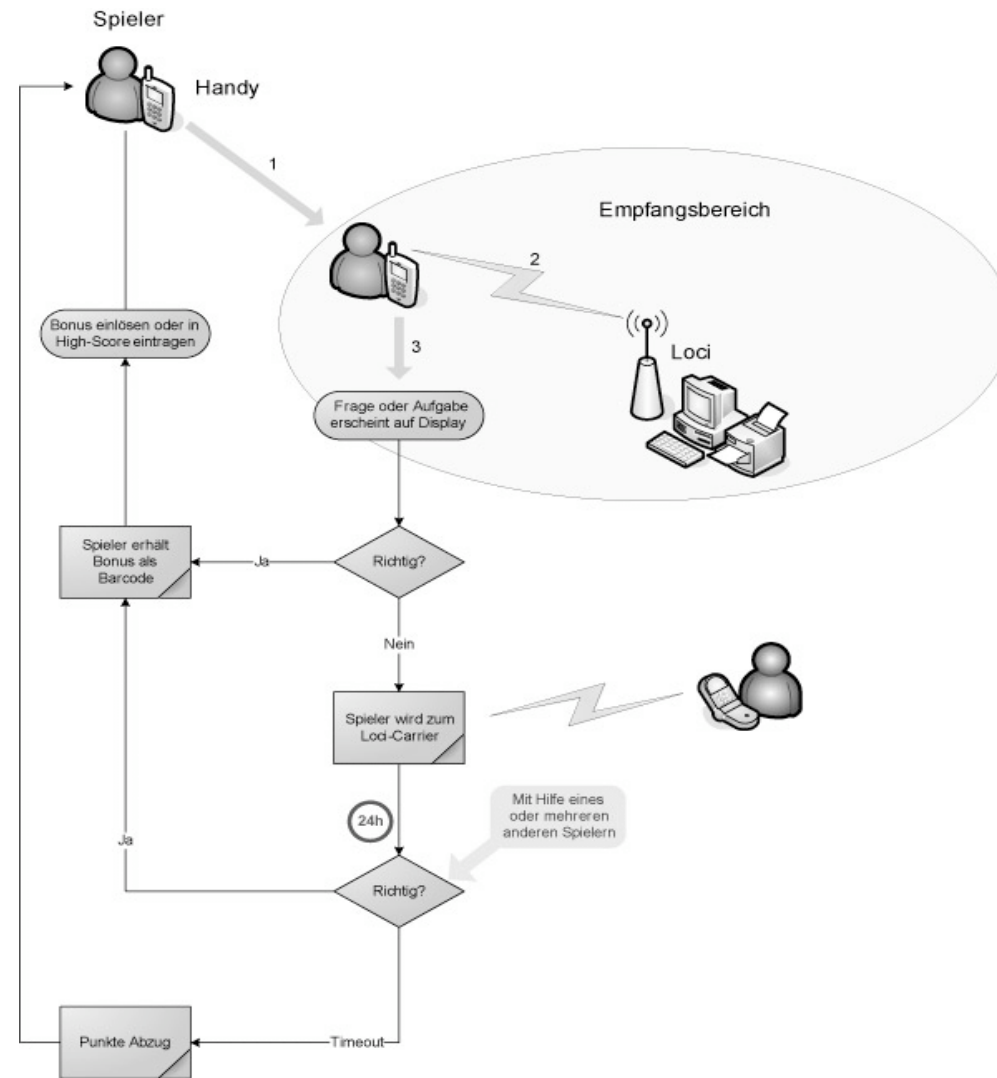 Spieler
Handy
1
Empfangsbereich
2
Loci
3
Bonus einlösen oder in
High-Score eintragen
Frage oder Aufgabe
erscheint auf Display
Spieler erhält
Bonus als
Barcode
Ja
Richtig?
Nein
Spieler wird zum
Loci-Carrier
24h
Mit Hilfe eines
oder mehreren
anderen Spielern
Ja
Richtig?
Punkte Abzug
Timeout